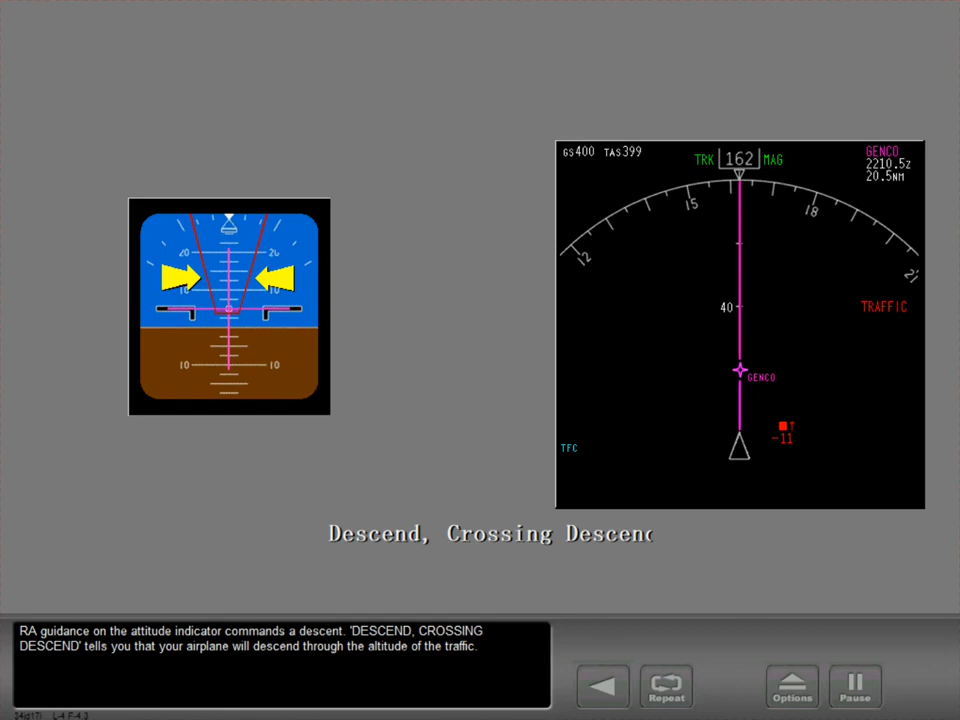 GS400 TAS399
TRK 162 MAG
GENCO
2210.5Z
20.5NM
12
15
18
21
40
TRAFFIC
GENCO
-11
TFC
20 20
10 10
10 10
Descend, Crossing Descend
RA guidance on the attitude indicator commands a descent. 'DESCEND, CROSSING
DESCEND' tells you that your airplane will descend through the altitude of the traffic.
Repeat
Options
Pause